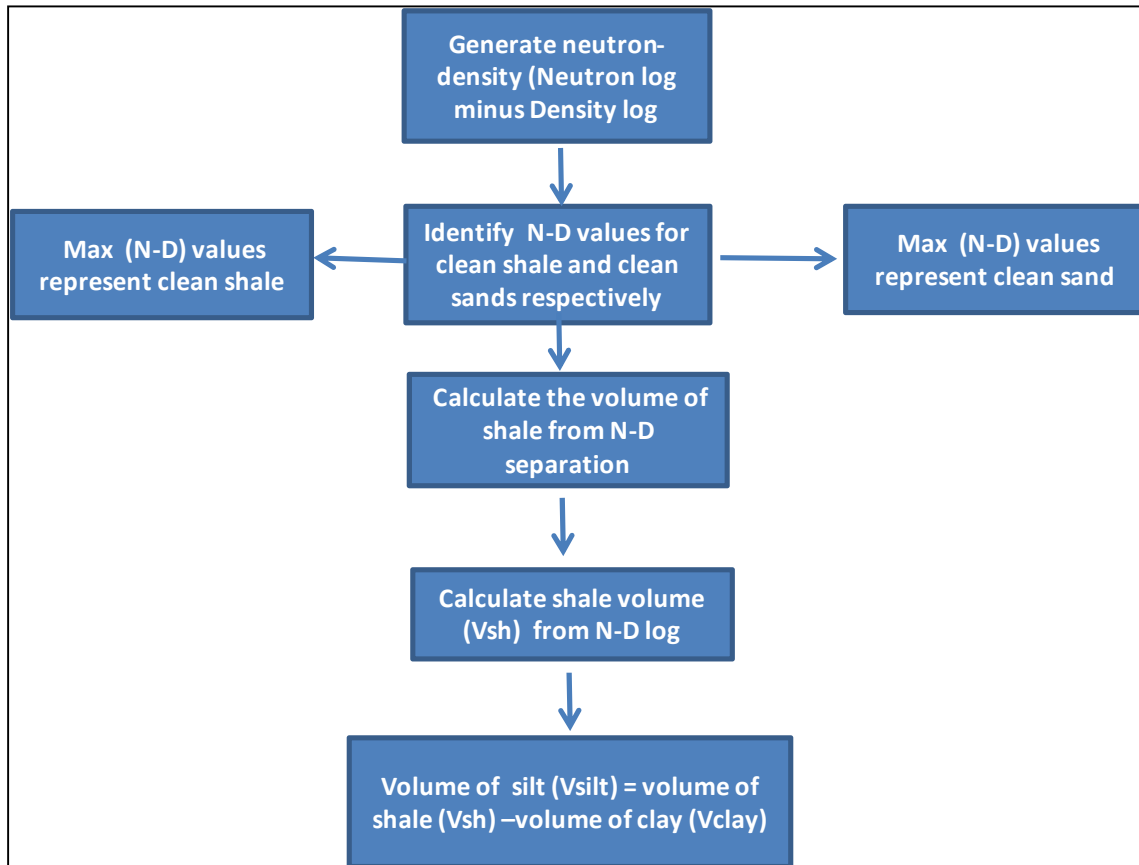 Generate neutron-
density (Neutron log
minus Density log
Max (N-D) values
represent clean shale
Identify N-D values for
clean shale and clean
sands respectively
Max (N-D) values
represent clean sand
Calculate the volume of
shale from N-D
separation
Calculate shale volume
(Vsh) from N-D log
Volume of silt (Vsilt) = volume of
shale (Vsh) –volume of clay (Vclay)